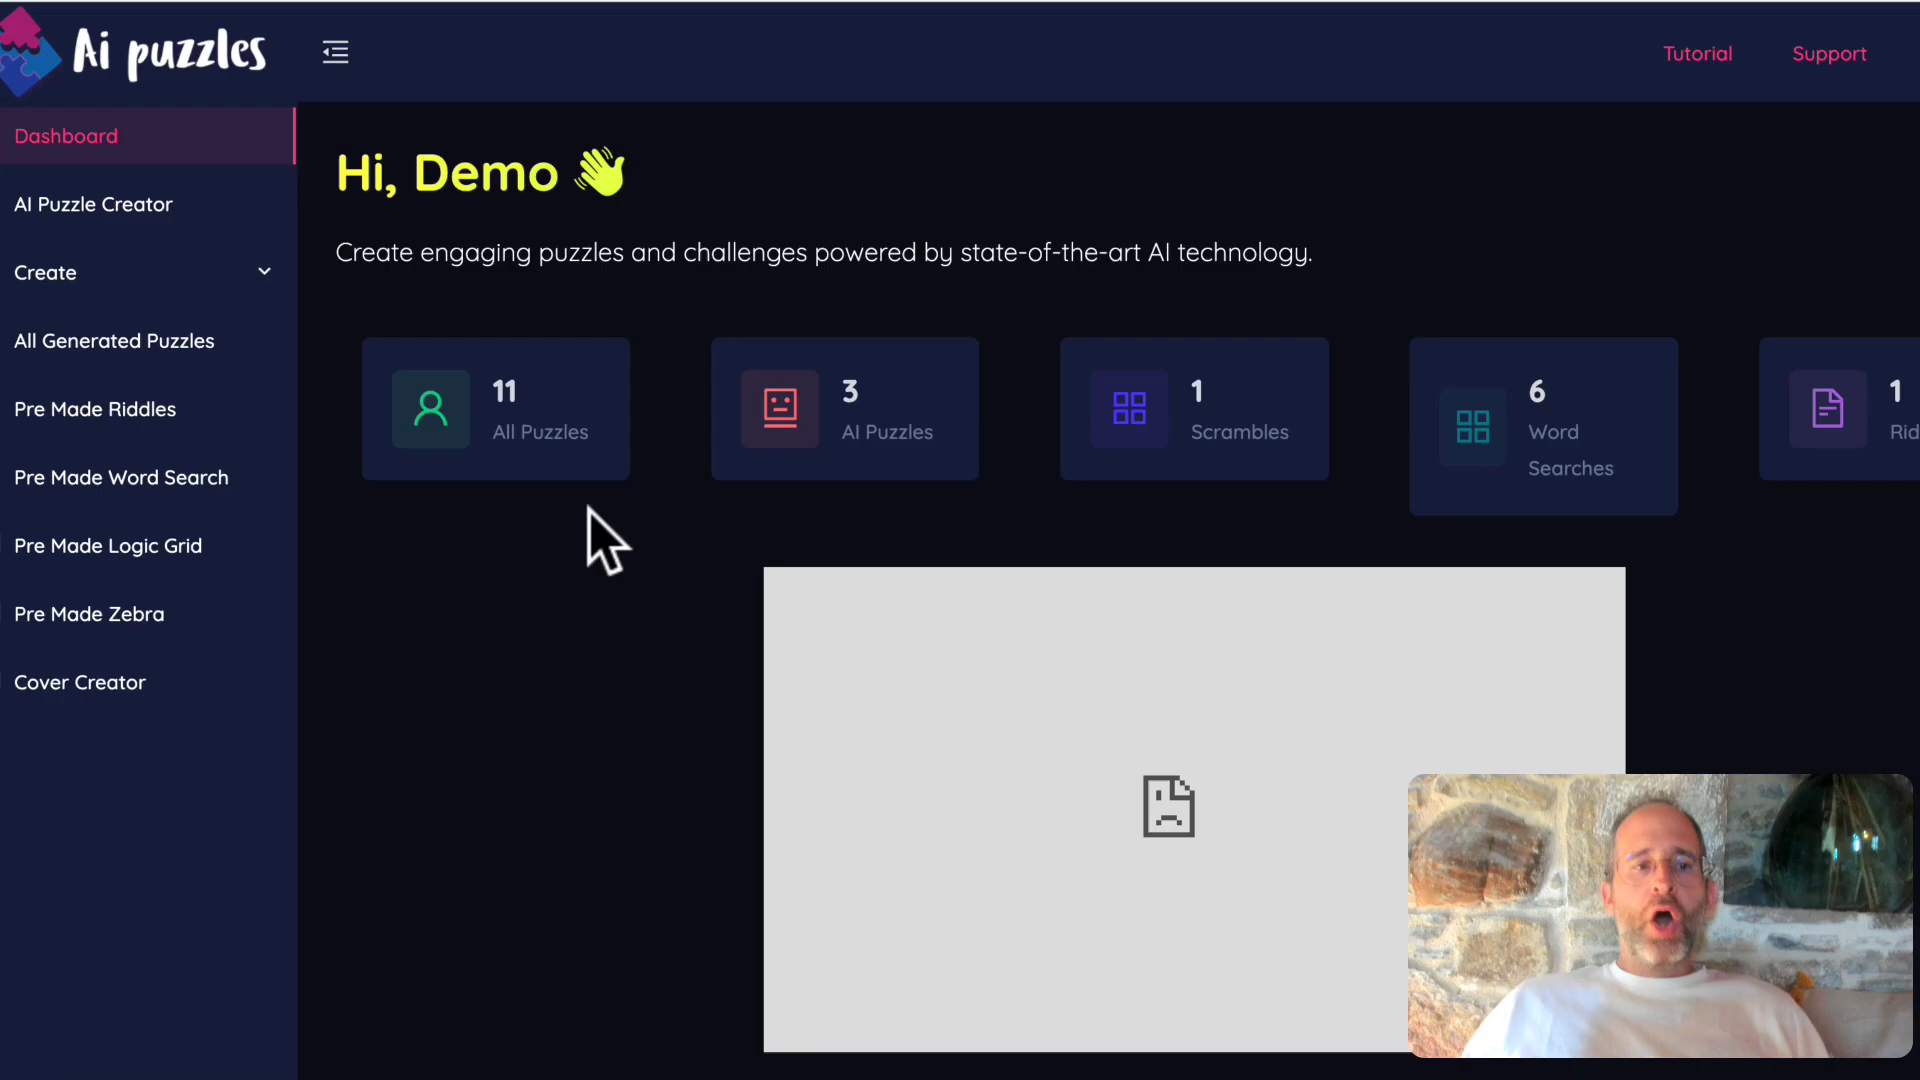 Ai puzzles
Tutorial
Support
Dashboard
AI Puzzle Creator
Create
All Generated Puzzles
Pre Made Riddles
Pre Made Word Search
Pre Made Logic Grid
Pre Made Zebra
Cover Creator
Hi, Demo 👋
Create engaging puzzles and challenges powered by state-of-the-art AI technology.
11
All Puzzles
3
AI Puzzles
1
Scrambles
6
Word
Searches
1
Rid